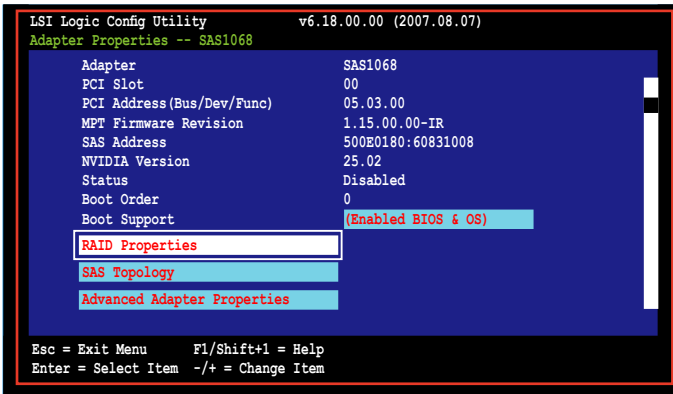 LSI Logic Config Utility v6.18.00.00 (2007.08.07)
Adapter Properties -- SAS1068
Adapter SAS1068
PCI Slot 00
PCI Address(Bus/Dev/Func) 05.03.00
MPT Firmware Revision 1.15.00.00-IR
SAS Address 500E0180:60831008
NVIDIA Version 25.02
Status Disabled
Boot Order 0
Boot Support (Enabled BIOS & OS)
RAID Properties
SAS Topology
Advanced Adapter Properties
Esc = Exit Menu F1/Shift+1 = Help
Enter = Select Item -/+ = Change Item